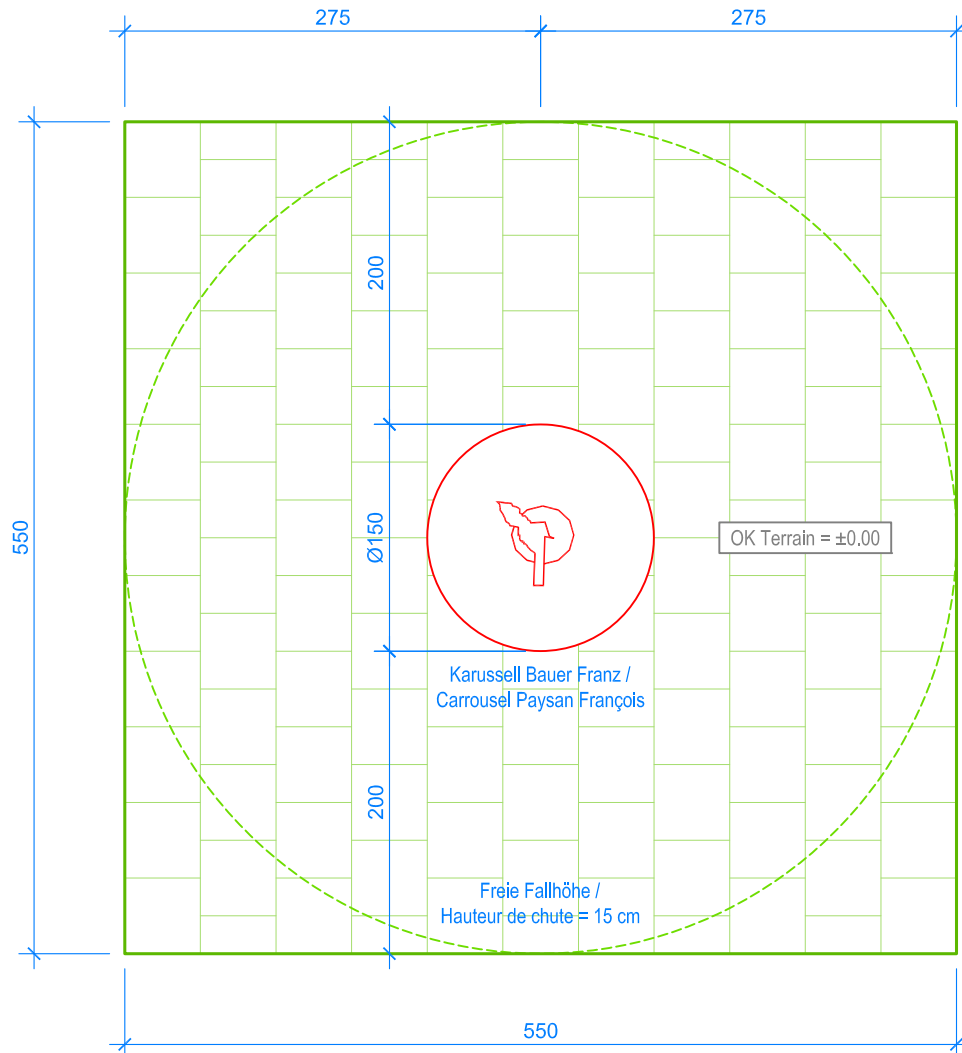 275
275
200
550
Ø150
OK Terrain = ±0,00
Karussell Bauer Franz /
Carrousel Paysan François
200
Freie Fallhöhe /
Hauteur de chute = 15 cm
550